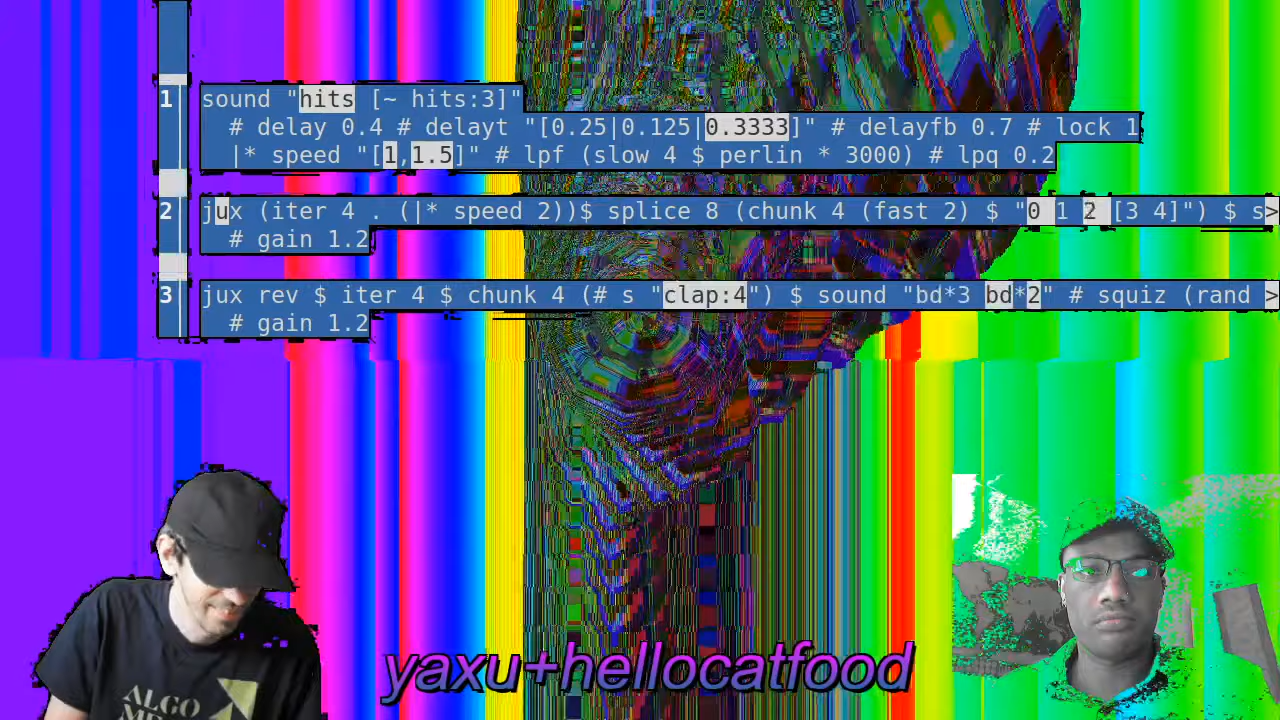 1 sound "hits [~ hits:3]"
# delay 0.4 # delayt "[0.25|0.125|0.3333]" # delayfb 0.7 # lock 1
|* speed "[1,1.5]" # lpf (slow 4 $ perlin * 3000) # lpq 0.2
2 jux (iter 4 . (|* speed 2))$ splice 8 (chunk 4 (fast 2) $ "0 1 2 [3 4]") $ s>
# gain 1.2
3 jux rev $ iter 4 $ chunk 4 (# s "clap:4") $ sound "bd*3 bd*2" # squiz (rand >
# gain 1.2
ALGO
yaxu+hellocatfood